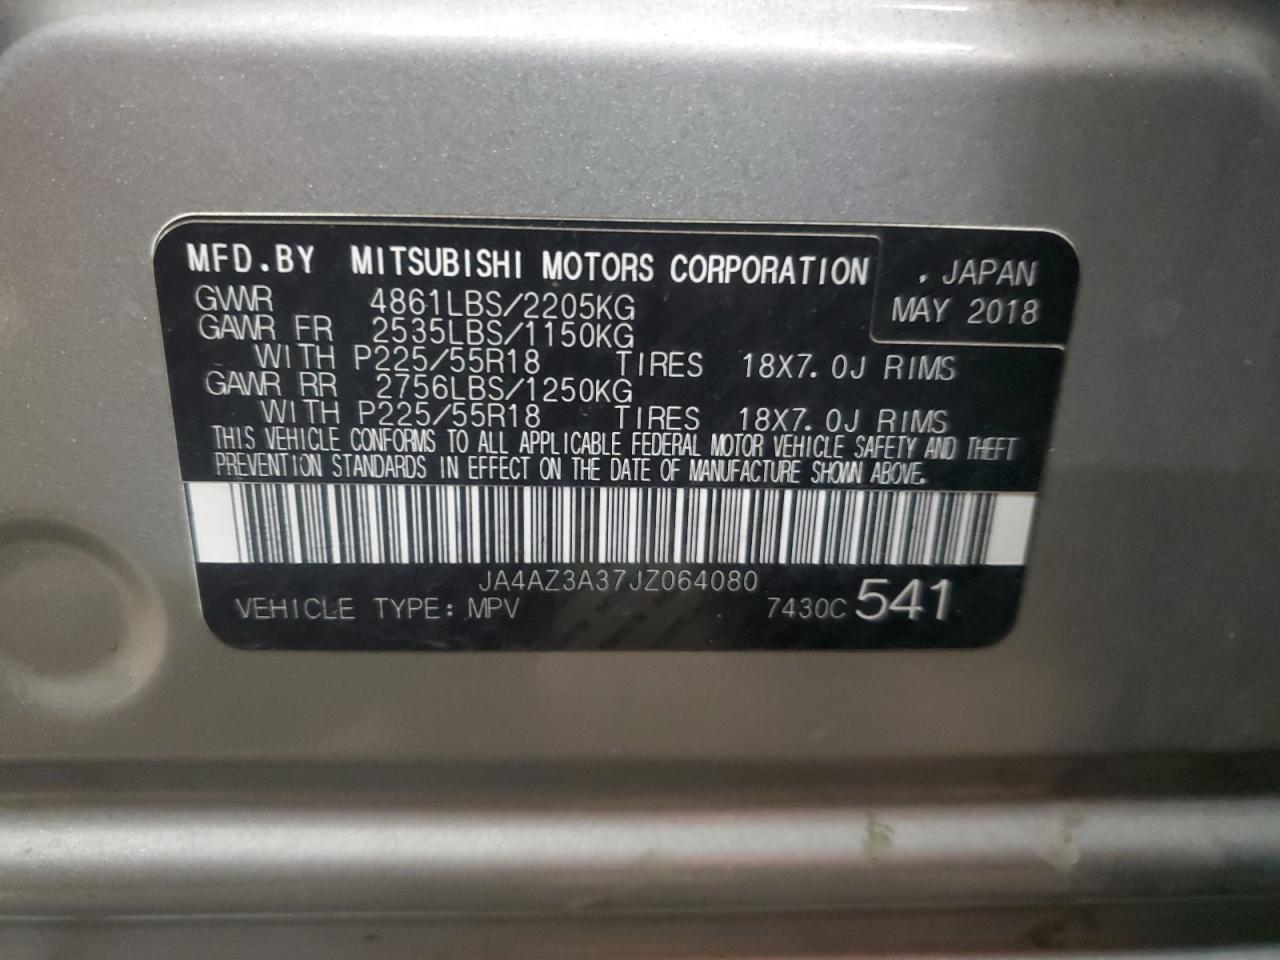 MFD.BY MITSUBISHI MOTORS CORPORATION , JAPAN
GVWR 4861LBS/2205KG MAY 2018
GAWR FR 2535LBS/1150KG
WITH P225/55R18 TIRES 18X7.0J RIMS
GAWR RR 2756LBS/1250KG
WITH P225/55R18 TIRES 18X7.0J RIMS
THIS VEHICLE CONFORMS TO ALL APPLICABLE FEDERAL MOTOR VEHICLE SAFETY AND THEFT
PREVENTION STANDARDS IN EFFECT ON THE DATE OF MANUFACTURE SHOWN ABOVE.
JA4AZ3A37JZ064080
VEHICLE TYPE: MPV 7430C 541